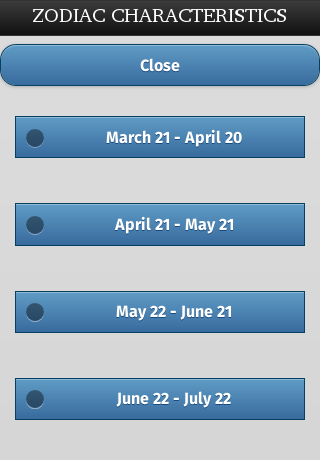 ZODIAC CHARACTERISTICS
Close
March 21 - April 20
April 21 - May 21
May 22 - June 21
June 22 - July 22